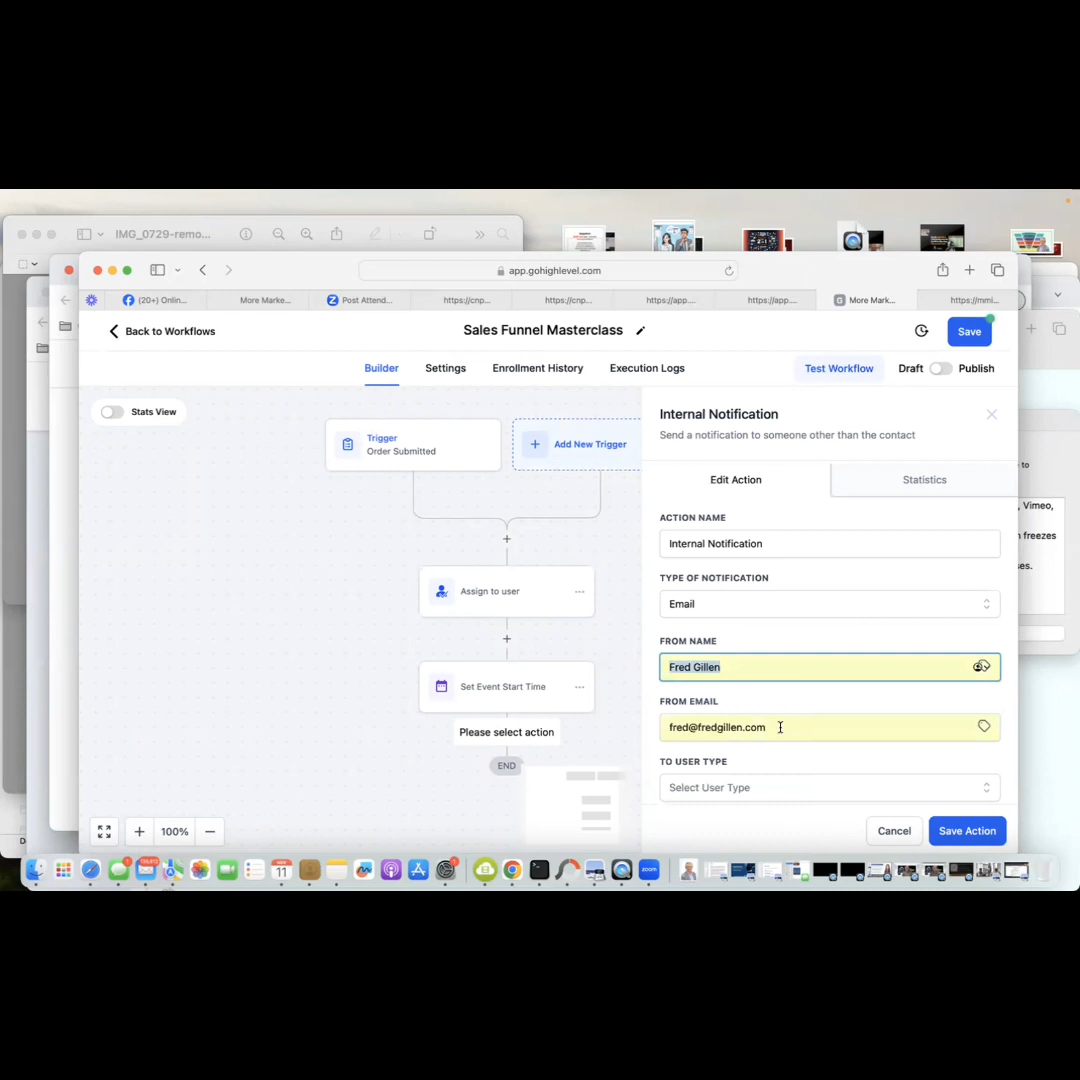 IMG_0729-remo...
app.gohighlevel.com
(20+) Onlin...
More Marke...
Post Attend...
https://cnp...
https://cnp...
https://app....
https://app....
More Mark...
https://mmi...
Back to Workflows
Sales Funnel Masterclass
Save
Builder
Settings
Enrollment History
Execution Logs
Test Workflow
Draft
Publish
Stats View
Trigger
Order Submitted
Add New Trigger
Assign to user
Set Event Start Time
Please select action
END
100%
Internal Notification
Send a notification to someone other than the contact
Edit Action
Statistics
ACTION NAME
Internal Notification
TYPE OF NOTIFICATION
Email
FROM NAME
Fred Gillen
FROM EMAIL
fred@fredgillen.com
TO USER TYPE
Select User Type
Cancel
Save Action
to
, Vimeo,
freezes
es.
11
zoom